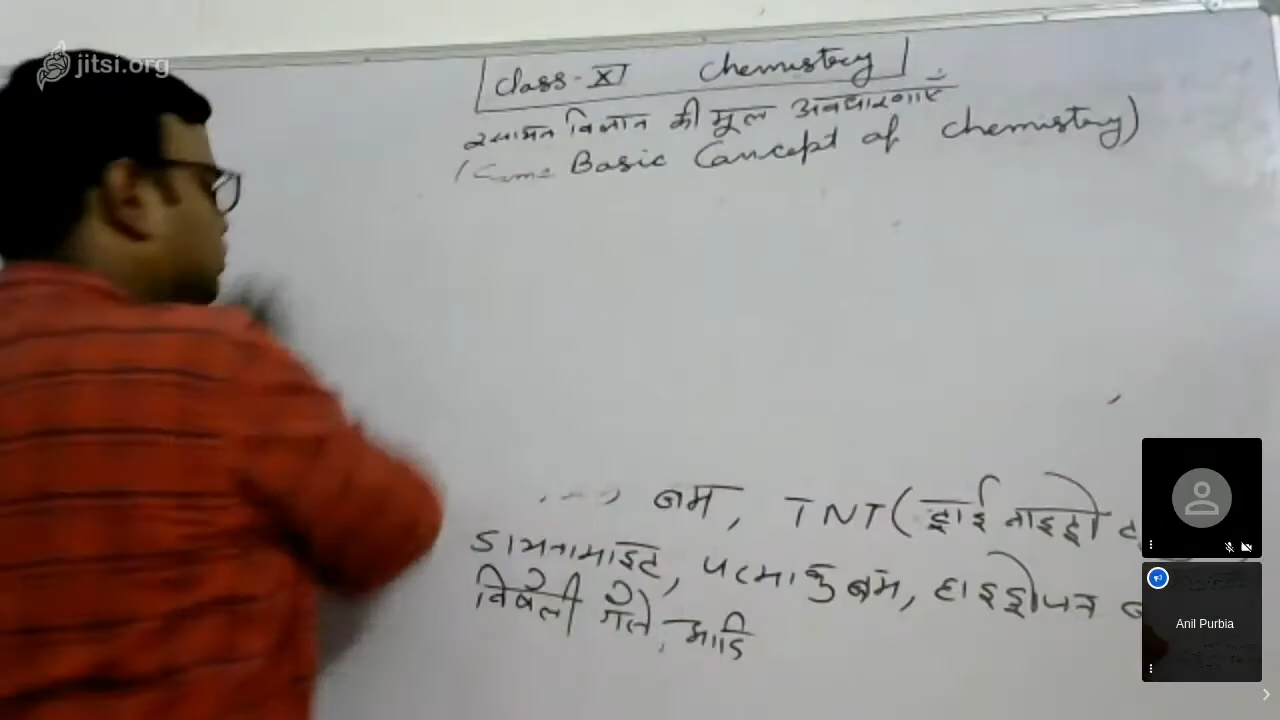 jitsi.org
Class-XI Chemistry
रसायन विज्ञान की मूल अवधारणाएँ
(Some Basic Concept of Chemistry)
बम, TNT (ट्राई नाइट्रो
डायनामाइट, परमाणु बम, हाइड्रोजन
विषैली गैसे, आदि
Anil Purbia